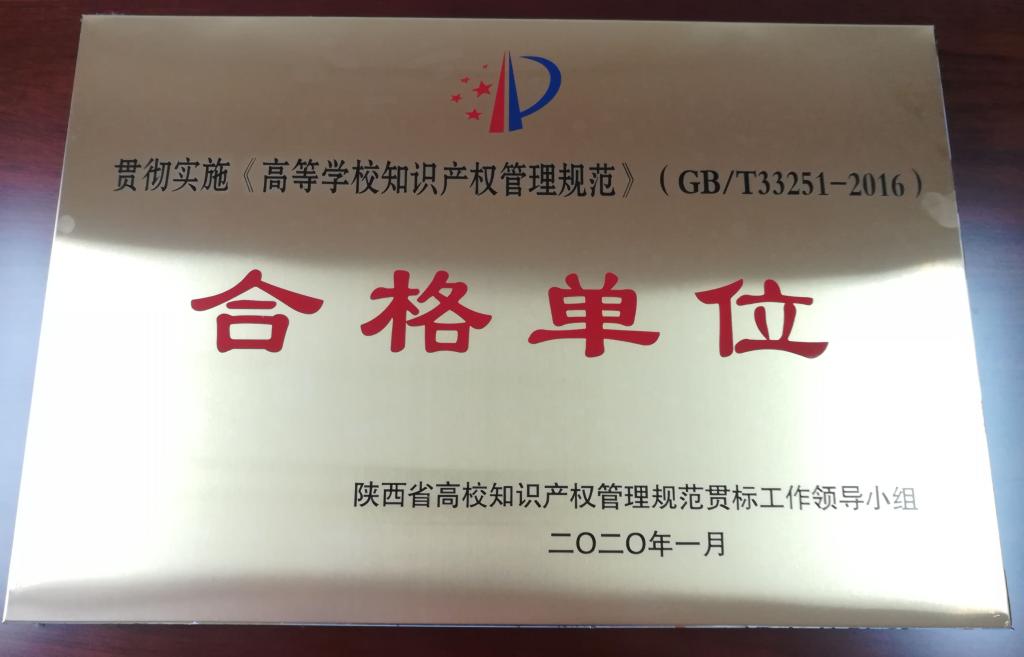 贯彻实施《高等学校知识产权管理规范》（GB/T33251-2016）
合格单位
陕西省高校知识产权管理规范贯标工作领导小组
二〇二〇年一月